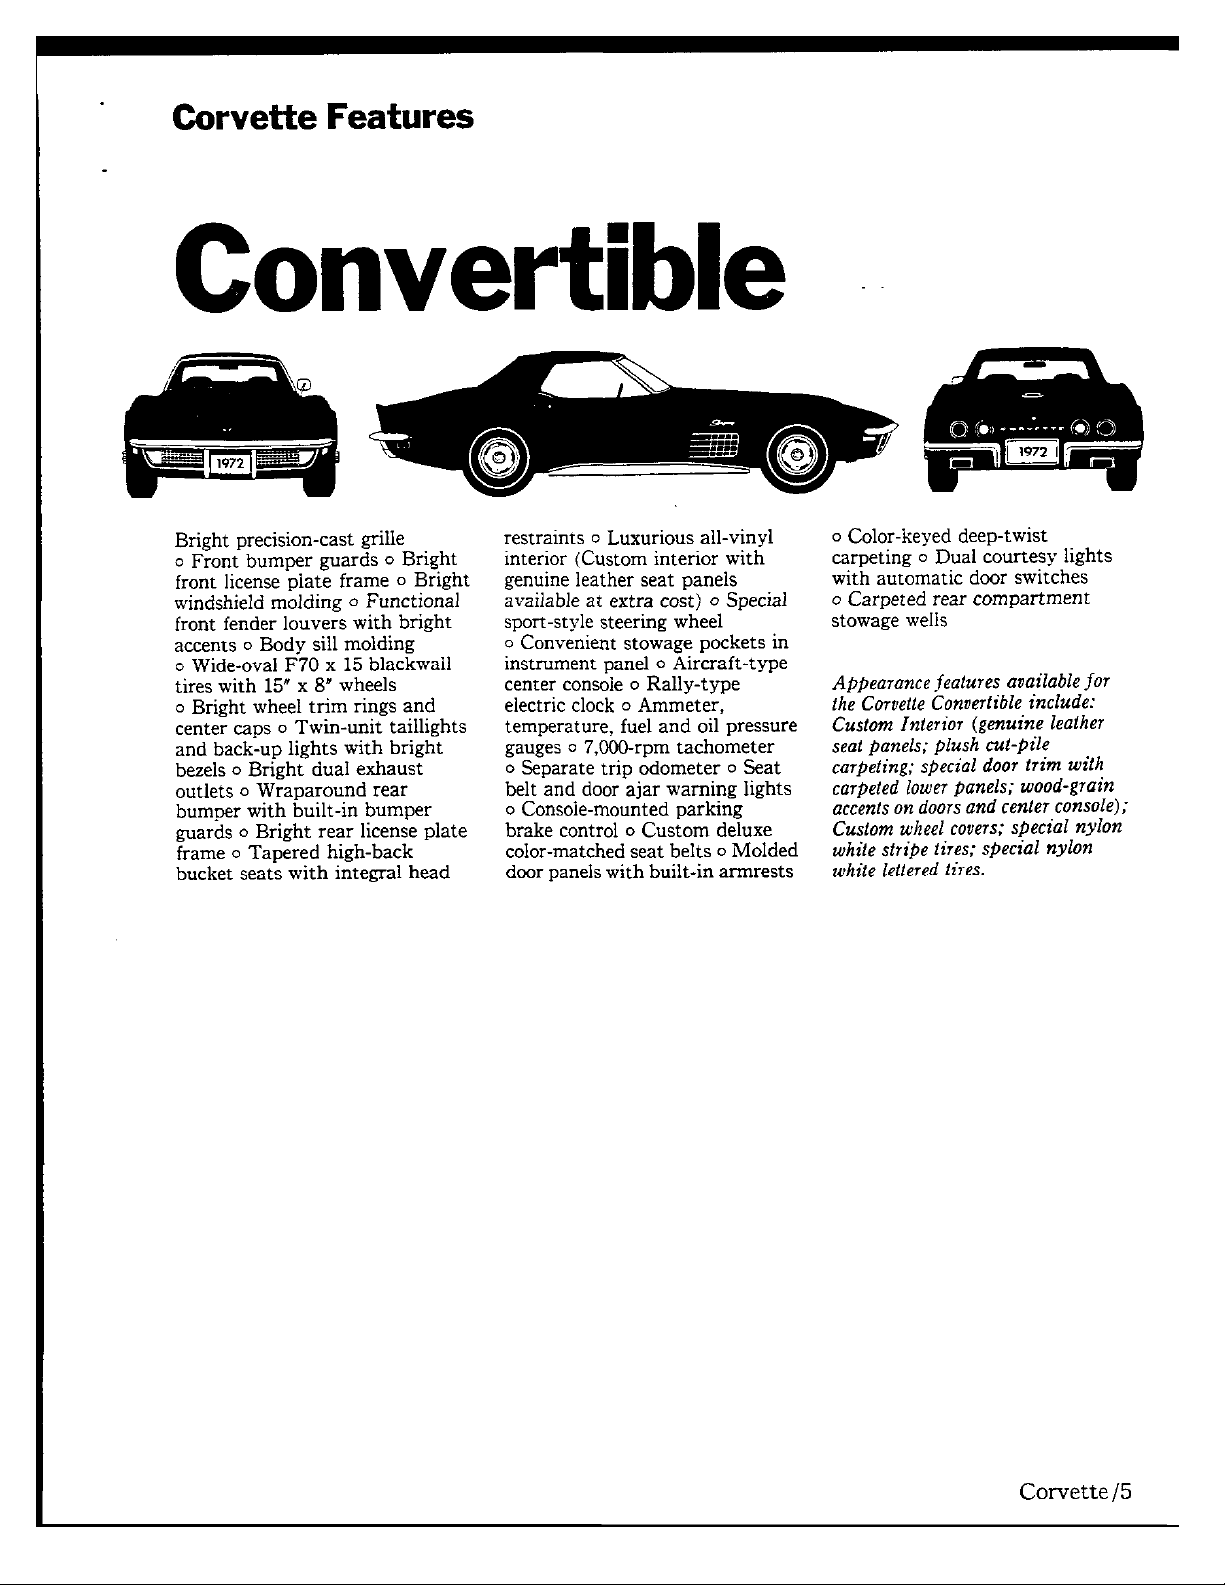 Corvette Features
Convertible
1972
Stingray
CORVETTE
1972
Bright precision-cast grille
o Front bumper guards o Bright
front license plate frame o Bright
windshield molding o Functional
front fender louvers with bright
accents o Body sill molding
o Wide-oval F70 x 15 blackwall
tires with 15" x 8" wheels
o Bright wheel trim rings and
center caps o Twin-unit taillights
and back-up lights with bright
bezels o Bright dual exhaust
outlets o Wraparound rear
bumper with built-in bumper
guards o Bright rear license plate
frame o Tapered high-back
bucket seats with integral head
restraints o Luxurious all-vinyl
interior (Custom interior with
genuine leather seat panels
available at extra cost) o Special
sport-style steering wheel
o Convenient stowage pockets in
instrument panel o Aircraft-type
center console o Rally-type
electric clock o Ammeter,
temperature, fuel and oil pressure
gauges o 7,000-rpm tachometer
o Separate trip odometer o Seat
belt and door ajar warning lights
o Console-mounted parking
brake control o Custom deluxe
color-matched seat belts o Molded
door panels with built-in armrests
o Color-keyed deep-twist
carpeting o Dual courtesy lights
with automatic door switches
o Carpeted rear compartment
stowage wells
Appearance features available for
the Corvette Convertible include:
Custom Interior (genuine leather
seat panels; plush cut-pile
carpeting; special door trim with
carpeted lower panels; wood-grain
accents on doors and center console);
Custom wheel covers; special nylon
white stripe tires; special nylon
white lettered tires.
Corvette/5